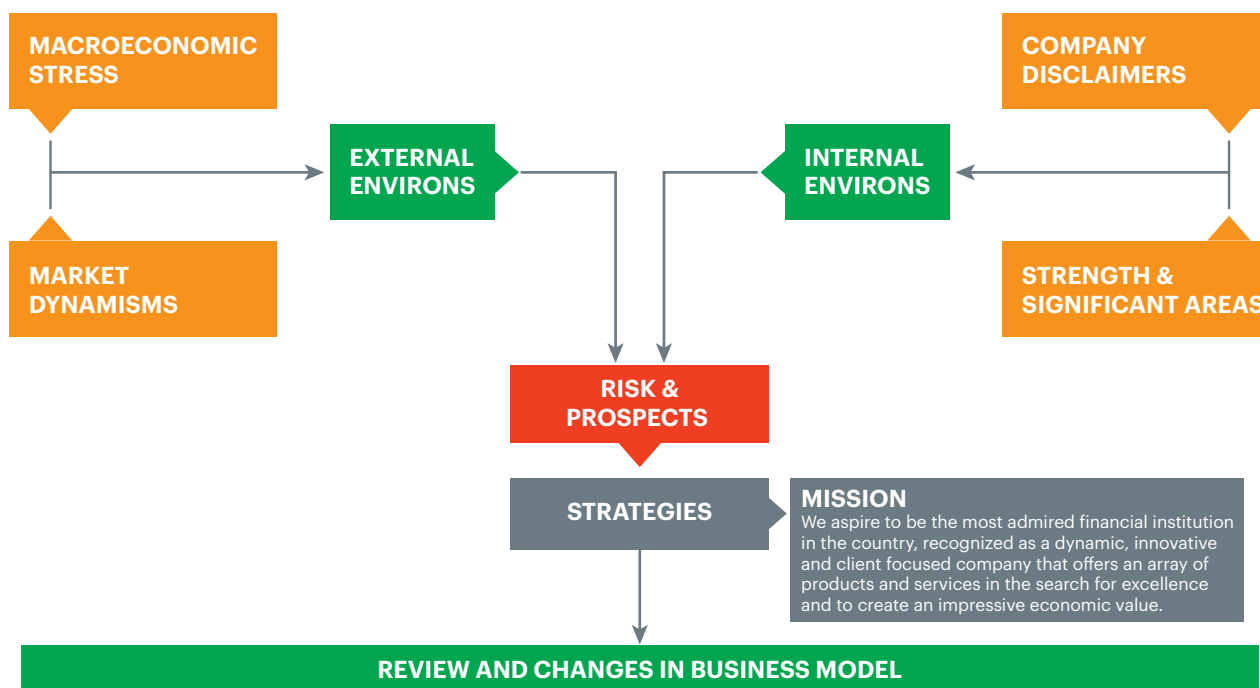 MACROECONOMIC
STRESS
COMPANY
DISCLAIMERS
EXTERNAL
ENVIRONS
INTERNAL
ENVIRONS
MARKET
DYNAMISMS
STRENGTH &
SIGNIFICANT AREAS
RISK &
PROSPECTS
STRATEGIES
MISSION
We aspire to be the most admired financial institution
in the country, recognized as a dynamic, innovative
and client focused company that offers an array of
products and services in the search for excellence
and to create an impressive economic value.
REVIEW AND CHANGES IN BUSINESS MODEL